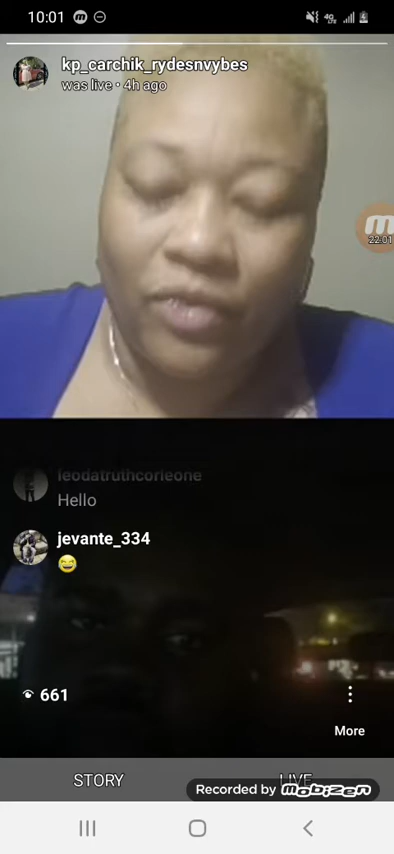 10:01
4G
kp_carchik_rydesnvybes
was live • 4h ago
22:01
leodatruthcorleone
Hello
jevante_334
😂
661
More
STORY
LIVE
Recorded by mobizen